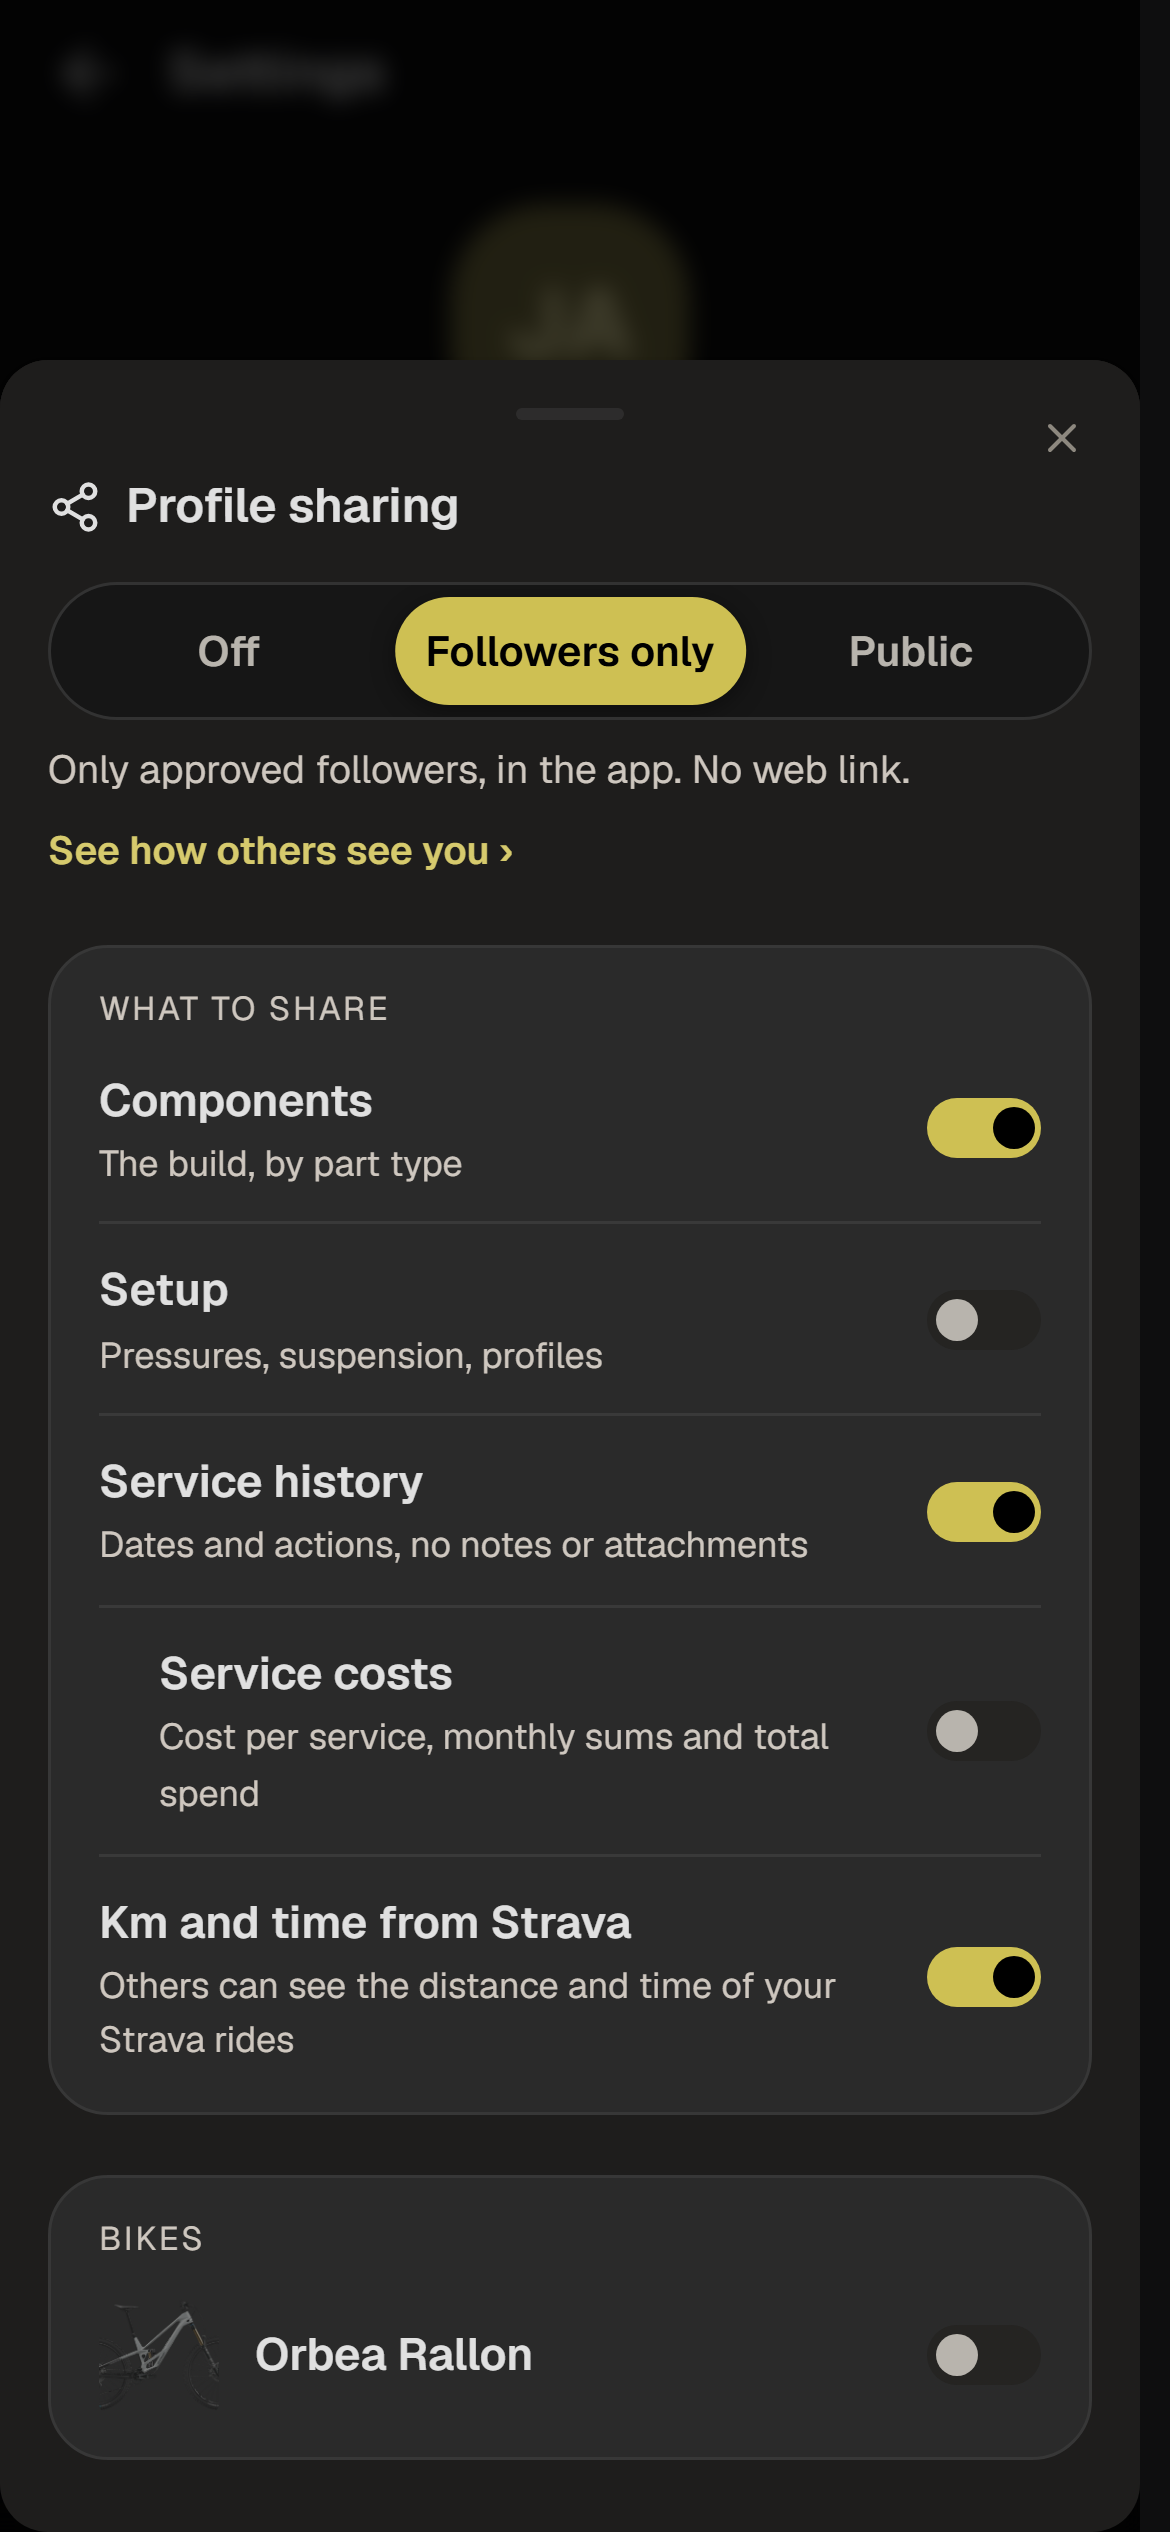 Settings
JA
Profile sharing
Off
Followers only
Public
Only approved followers, in the app. No web link.
See how others see you ›
WHAT TO SHARE
Components
The build, by part type
Setup
Pressures, suspension, profiles
Service history
Dates and actions, no notes or attachments
Service costs
Cost per service, monthly sums and total
spend
Km and time from Strava
Others can see the distance and time of your
Strava rides
BIKES
Orbea Rallon